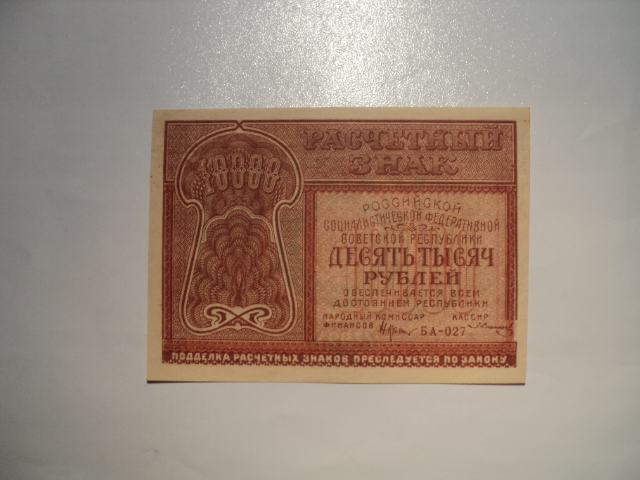 10000
РАСЧЕТНЫЙ
ЗНАК
РОССИЙСКОЙ
СОЦИАЛИСТИЧЕСКОЙ ФЕДЕРАТИВНОЙ
СОВЕТСКОЙ РЕСПУБЛИКИ
ДЕСЯТЬ ТЫСЯЧ
РУБЛЕЙ
ОБЕСПЕЧИВАЕТСЯ ВСЕМ
ДОСТОЯНИЕМ РЕСПУБЛИКИ
НАРОДНЫЙ КОМИССАР КАССИР
ФИНАНСОВ
БА-027
ПОДДЕЛКА РАСЧЕТНЫХ ЗНАКОВ ПРЕСЛЕДУЕТСЯ ПО ЗАКОНУ.